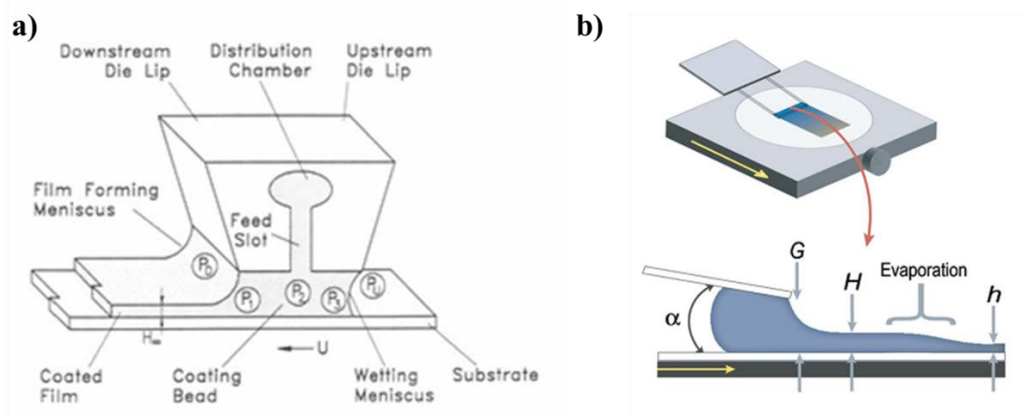 a)
Downstream
Die Lip
Distribution
Chamber
Upstream
Die Lip
Film Forming
Meniscus
Feed
Slot
P₀
P₁
P₂
P₃
H∞
U
Coated
Film
Coating
Bead
Wetting
Meniscus
Substrate
b)
G
H
Evaporation
h
α